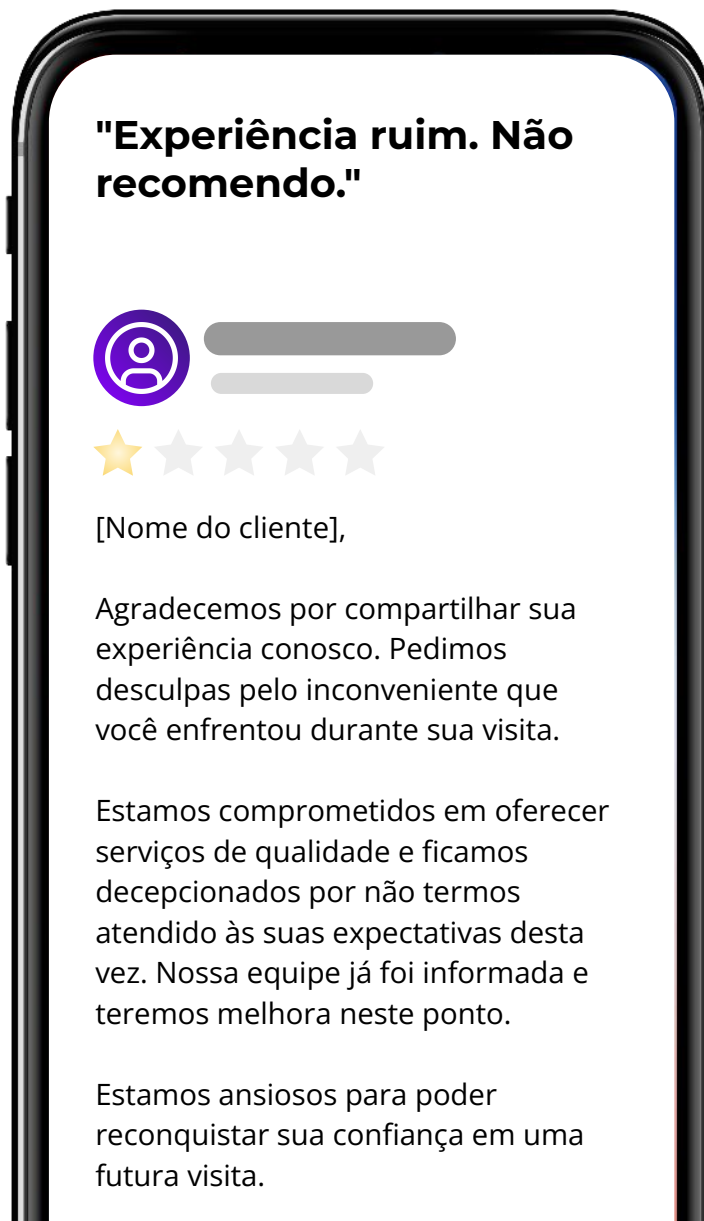 "Experiência ruim. Não
recomendo."
[Nome do cliente],
Agradecemos por compartilhar sua
experiência conosco. Pedimos
desculpas pelo inconveniente que
você enfrentou durante sua visita.
Estamos comprometidos em oferecer
serviços de qualidade e ficamos
decepcionados por não termos
atendido às suas expectativas desta
vez. Nossa equipe já foi informada e
teremos melhora neste ponto.
Estamos ansiosos para poder
reconquistar sua confiança em uma
futura visita.